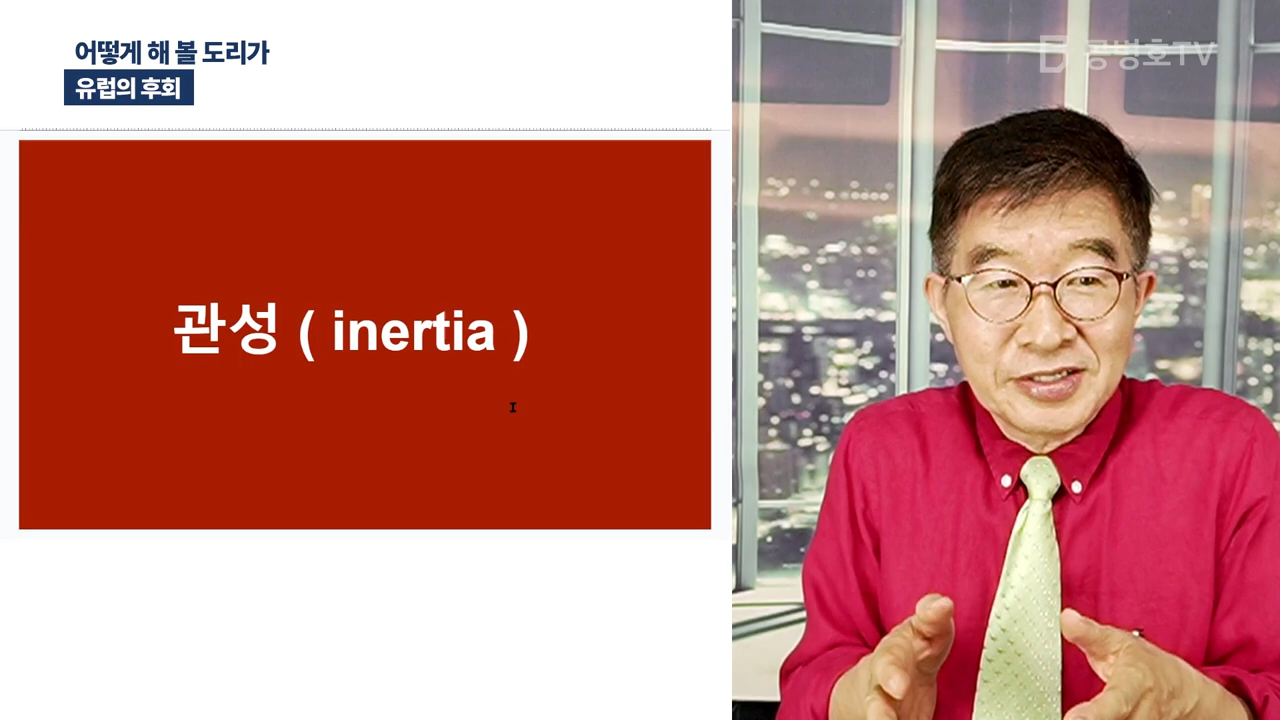 어떻게 해 볼 도리가
유럽의 후회
관성 ( inertia )
공병호TV